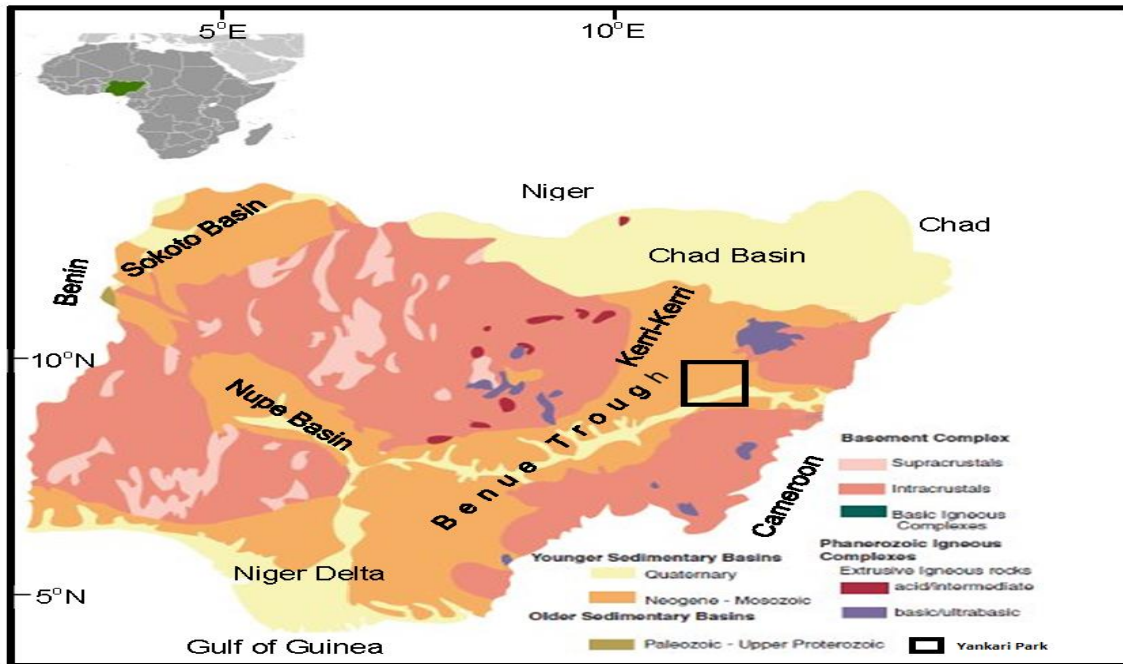 5°E
10°E
Niger
Chad
Sokoto Basin
Chad Basin
Benin
Kerri-Kerri
10°N
Nupe Basin
Benue Trough
Cameroon
Niger Delta
5°N
Gulf of Guinea
Basement Complex
Supracrustals
Intracrustals
Basic Igneous
Complexes
Younger Sedimentary Basins
Quaternary
Neogene - Mosozoic
Older Sedimentary Basins
Paleozoic - Upper Proterozoic
Phanerozoic Igneous
Complexes
Extrusive Igneous rocks
acid/intermediate
basic/ultrabasic
Yankari Park